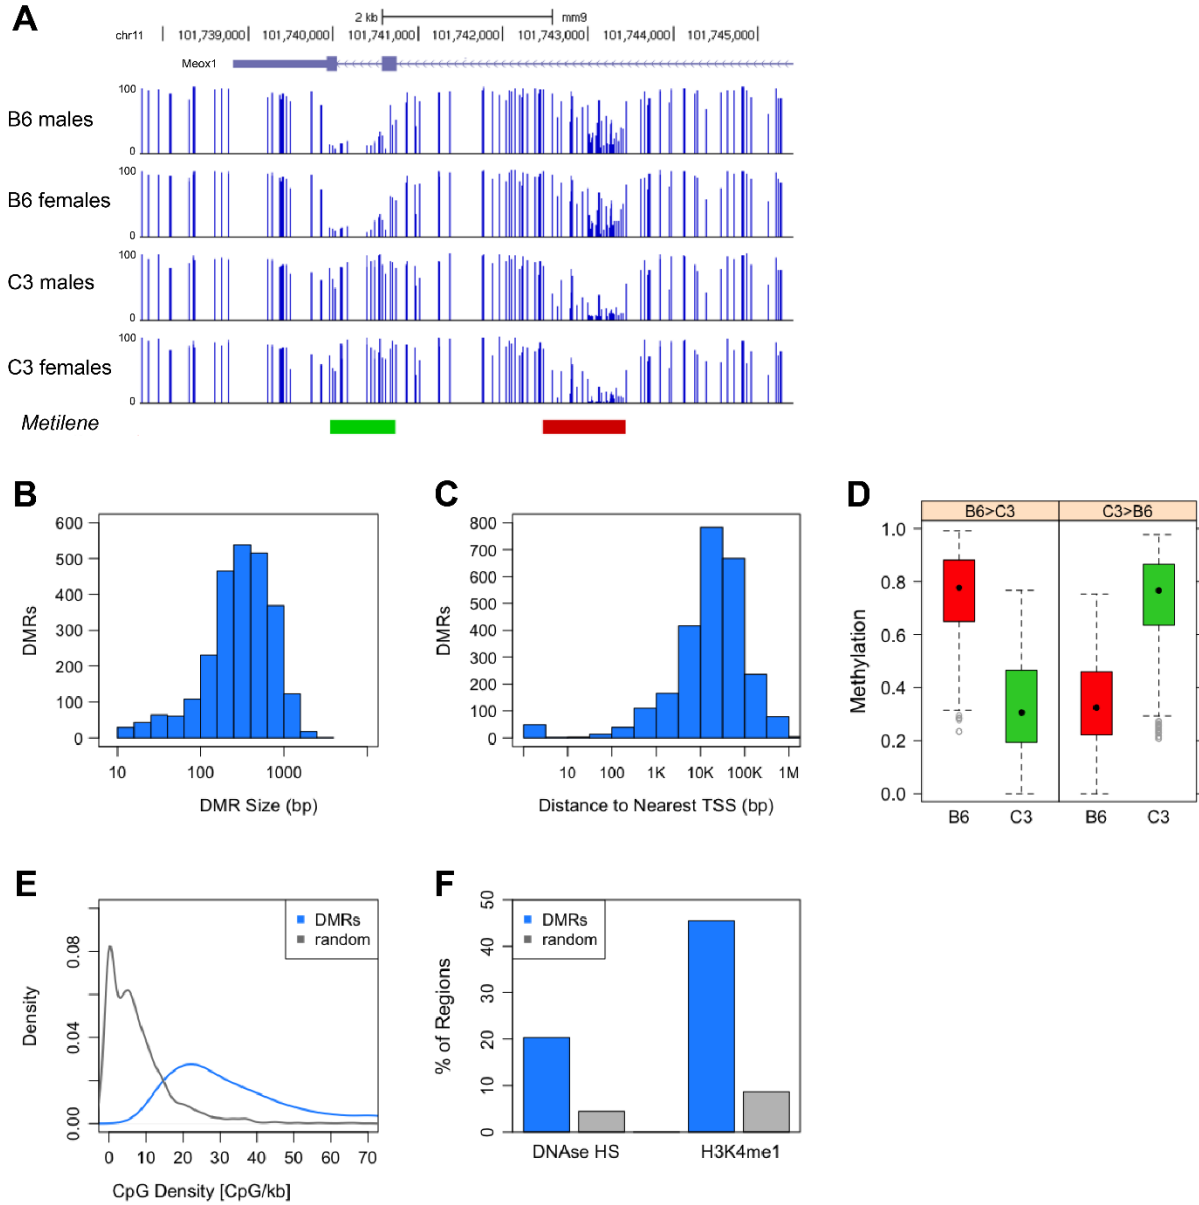 A
2 kb mm9
chr11 101,739,000 101,740,000 101,741,000 101,742,000 101,743,000 101,744,000 101,745,000
Meox1
100
B6 males
0
100
B6 females
0
100
C3 males
0
100
C3 females
0
Metilene
B
600
500
400
300
200
100
0
DMRs
10 100 1000
DMR Size (bp)
C
800
700
600
500
400
300
200
100
0
DMRs
10 100 1K 10K 100K 1M
Distance to Nearest TSS (bp)
D
B6>C3 C3>B6
1.0
0.8
0.6
0.4
0.2
0.0
Methylation
B6 C3 B6 C3
E
DMRs
random
0.08
0.04
0.00
Density
0 10 20 30 40 50 60 70
CpG Density [CpG/kb]
F
DMRs
random
50
40
30
20
10
0
% of Regions
DNAse HS H3K4me1